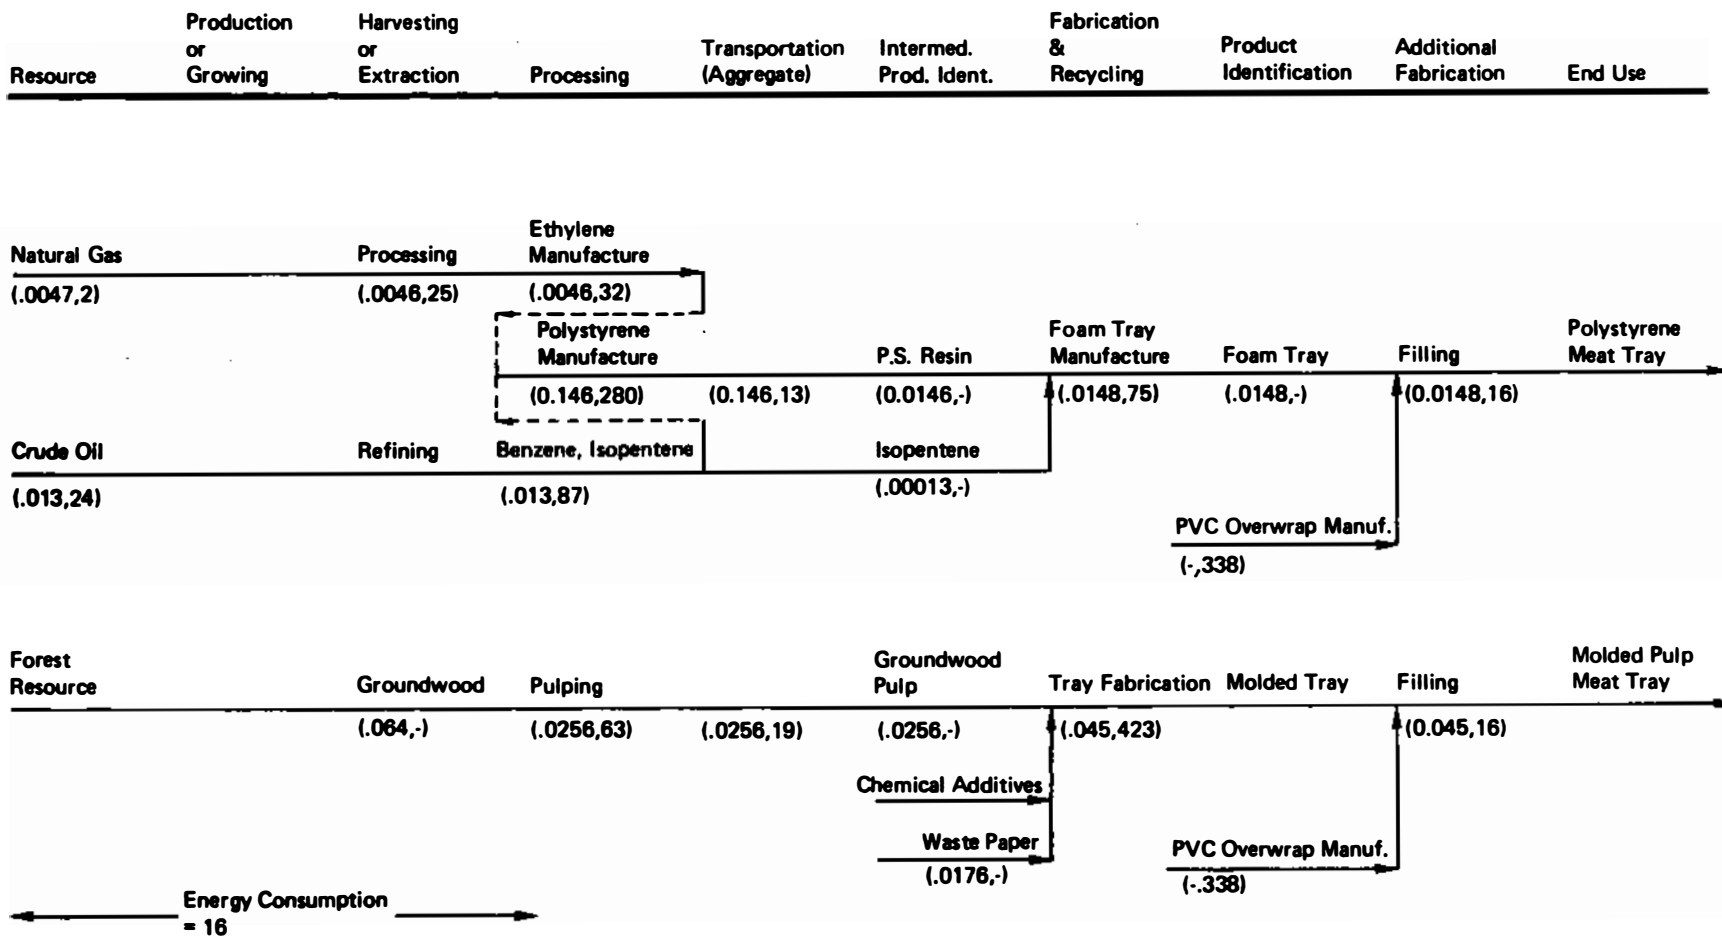 Resource
Production
or
Growing
Harvesting
or
Extraction
Processing
Transportation
(Aggregate)
Intermed.
Prod. Ident.
Fabrication
&
Recycling
Product
Identification
Additional
Fabrication
End Use
Natural Gas
(.0047,2)
Processing
(.0046,25)
Ethylene
Manufacture
(.0046,32)
Polystyrene
Manufacture
(0.146,280)
(0.146,13)
P.S. Resin
(0.0146,-)
Foam Tray
Manufacture
(.0148,75)
Foam Tray
(.0148,-)
Filling
(0.0148,16)
Polystyrene
Meat Tray
Crude Oil
(.013,24)
Refining
Benzene, Isopentene
(.013,87)
Isopentene
(.00013,-)
PVC Overwrap Manuf.
(-,338)
Forest
Resource
Groundwood
(.064,-)
Pulping
(.0256,63)
(.0256,19)
Groundwood
Pulp
(.0256,-)
Tray Fabrication
(.045,423)
Molded Tray
Filling
(0.045,16)
Molded Pulp
Meat Tray
Chemical Additives
Waste Paper
(.0176,-)
PVC Overwrap Manuf.
(-.338)
Energy Consumption
= 16